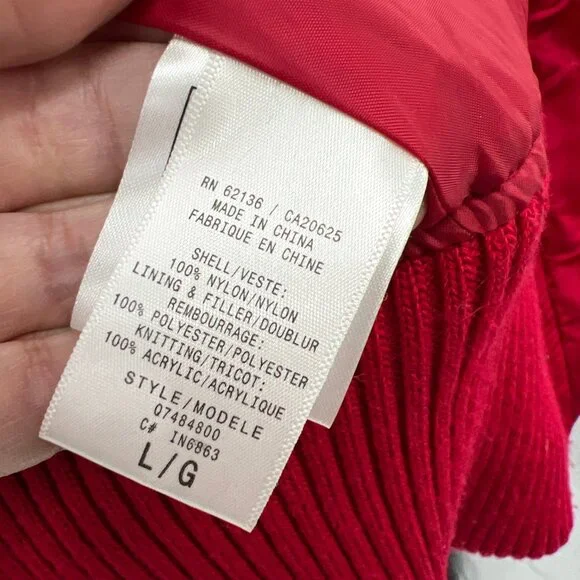 RN 62136 / CA20625
MADE IN CHINA
FABRIQUE EN CHINE
SHELL/VESTE:
100% NYLON/NYLON
LINING & FILLER/DOUBLUR
REMBOURRAGE:
100% POLYESTER/POLYESTER
KNITTING/TRICOT:
100% ACRYLIC/ACRYLIQUE
STYLE/MODELE
Q7484800
C# IN6863
L/G